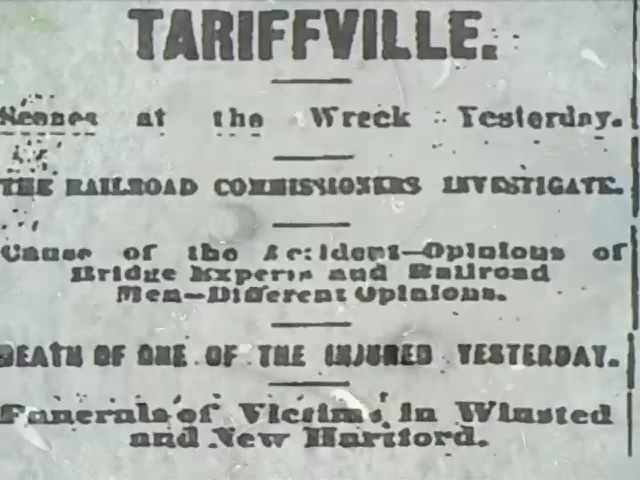 TARIFFVILLE.
Scenes at the Wreck Yesterday.
THE RAILROAD COMMISSIONERS INVESTIGATE.
Cause of the Accident—Opinions of
Bridge Experts and Railroad
Men—Different Opinions.
DEATH OF ONE OF THE INJURED YESTERDAY.
Funerals of Victims in Winsted
and New Hartford.